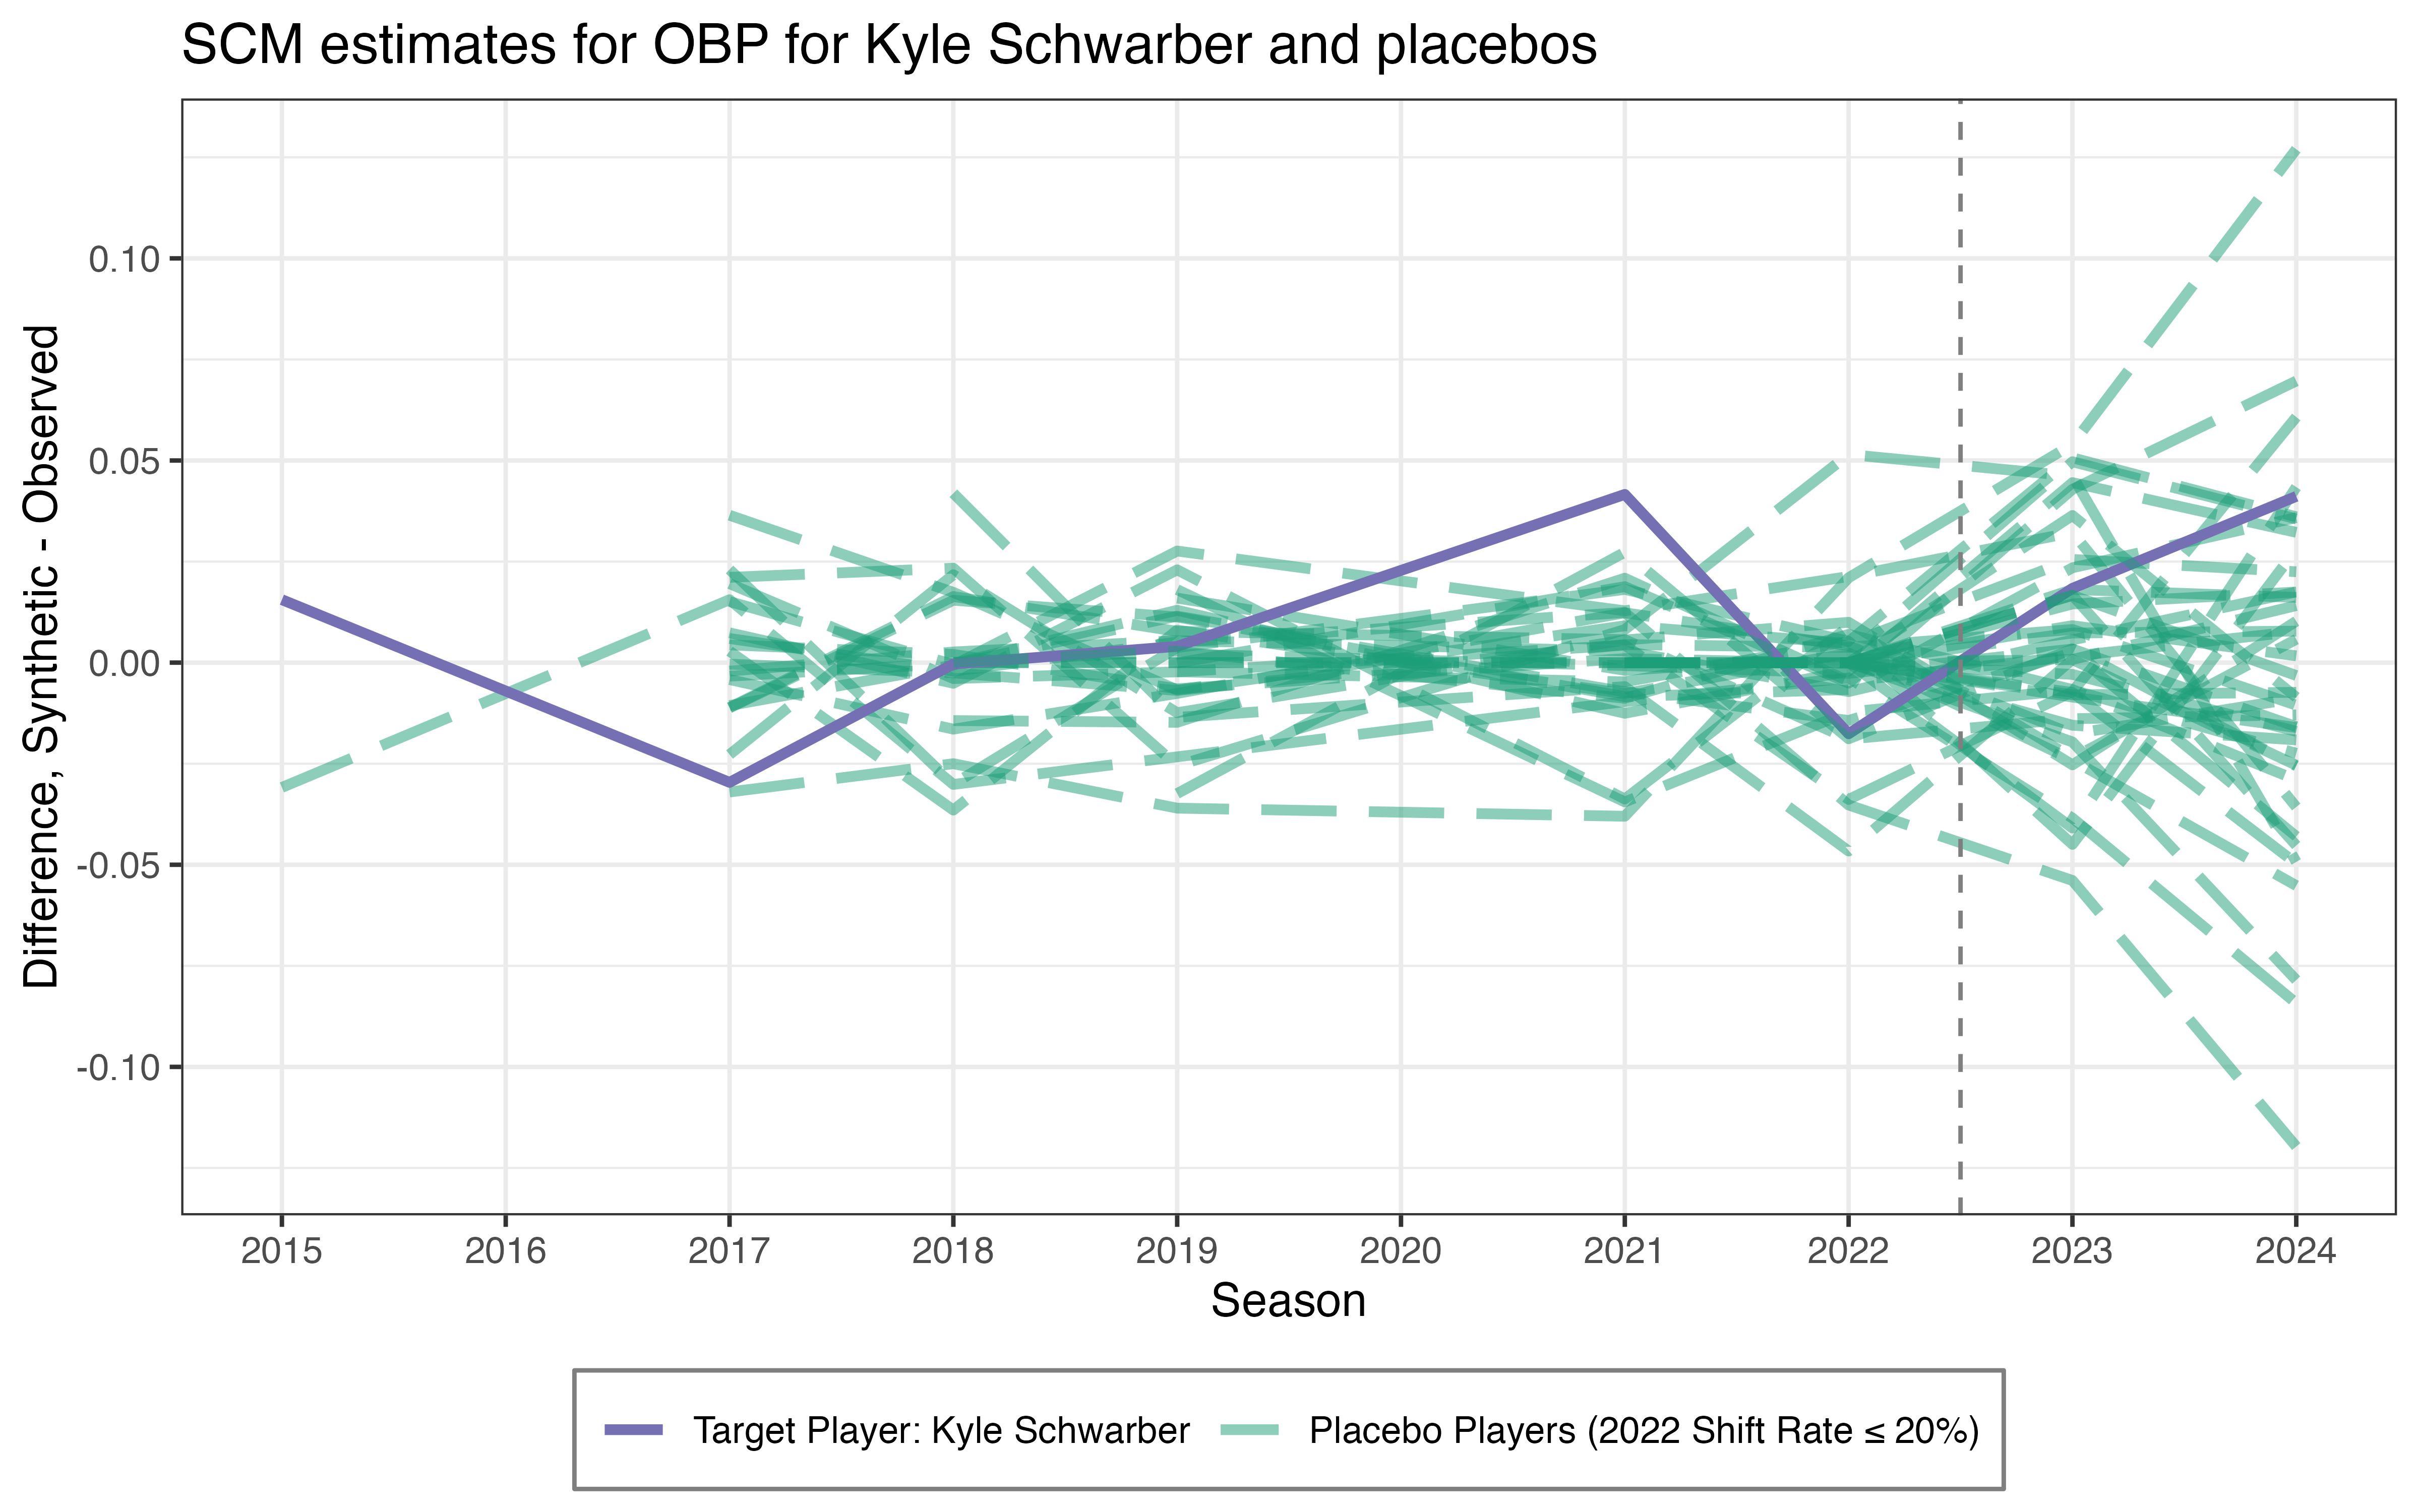 SCM estimates for OBP for Kyle Schwarber and placebos
Difference, Synthetic - Observed
0.10
0.05
0.00
-0.05
-0.10
2015 2016 2017 2018 2019 2020 2021 2022 2023 2024
Season
Target Player: Kyle Schwarber Placebo Players (2022 Shift Rate ≤ 20%)